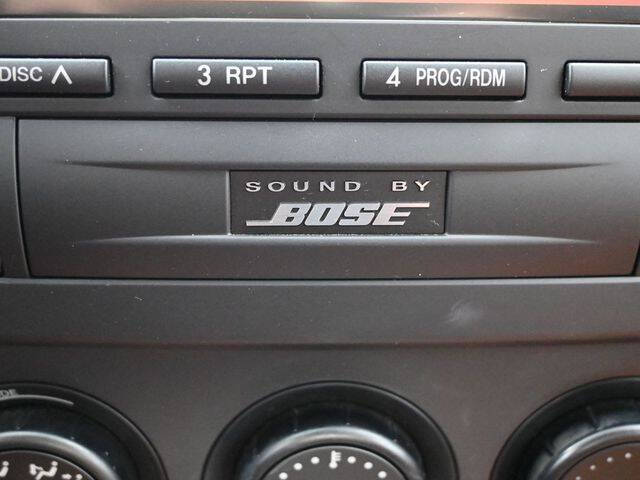 DISC ∧
3 RPT
4 PROG/RDM
SOUND BY
BOSE